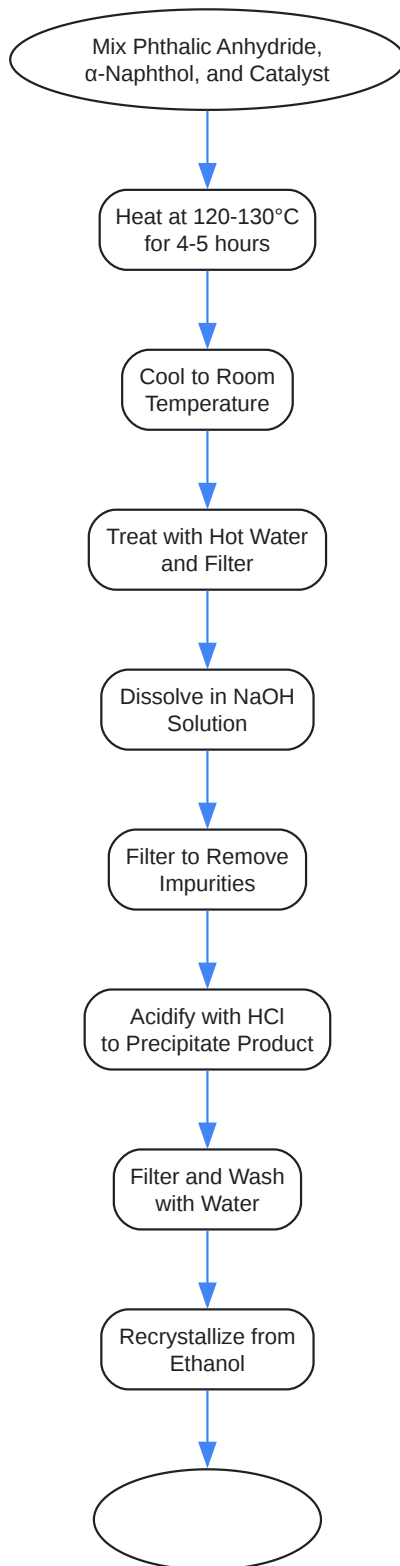 Mix Phthalic Anhydride,
α-Naphthol, and Catalyst
Heat at 120-130°C
for 4-5 hours
Cool to Room
Temperature
Treat with Hot Water
and Filter
Dissolve in NaOH
Solution
Filter to Remove
Impurities
Acidify with HCl
to Precipitate Product
Filter and Wash
with Water
Recrystallize from
Ethanol